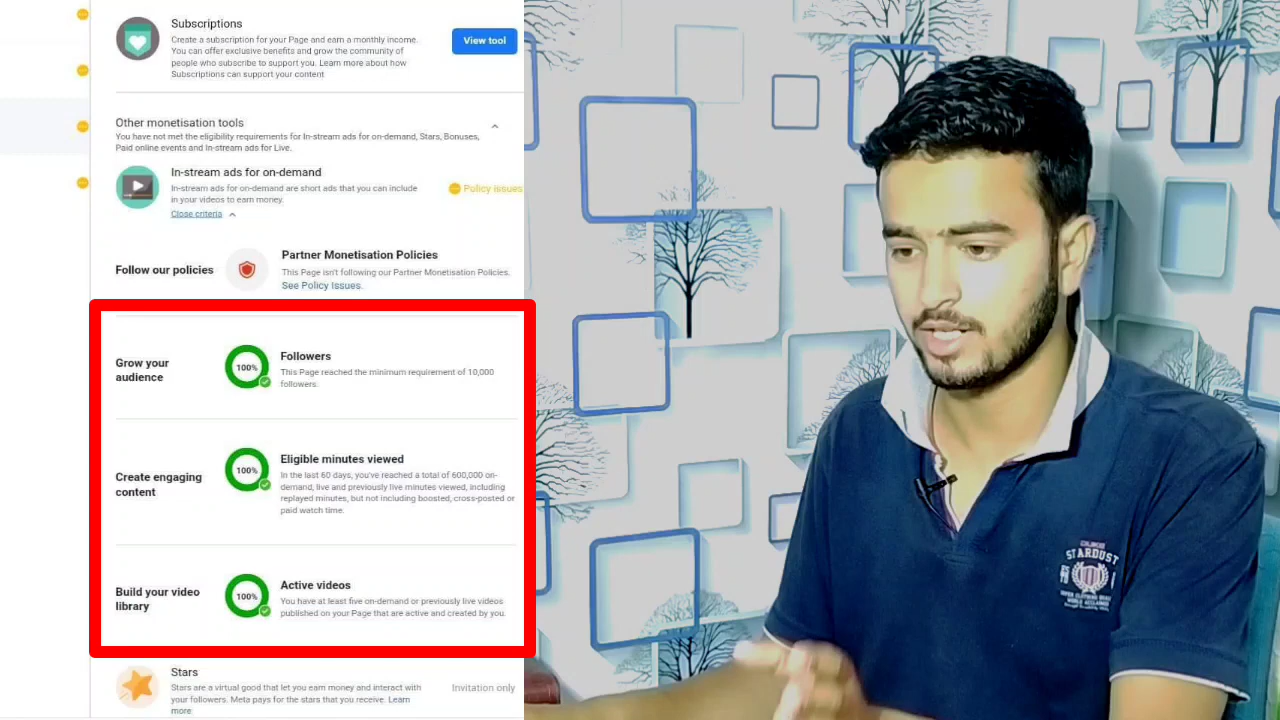 Subscriptions
Create a subscription for your Page and earn a monthly income.
You can offer exclusive benefits and grow the community of
people who subscribe to support you. Learn more about how
Subscriptions can support your content
View tool
Other monetisation tools
You have not met the eligibility requirements for In-stream ads for on-demand, Stars, Bonuses,
Paid online events and In-stream ads for Live.
In-stream ads for on-demand
In-stream ads for on-demand are short ads that you can include
in your videos to earn money.
Close criteria
Policy issues
Follow our policies
Partner Monetisation Policies
This Page isn't following our Partner Monetisation Policies.
See Policy Issues.
Grow your
audience
100%
Followers
This Page reached the minimum requirement of 10,000
followers.
Create engaging
content
100%
Eligible minutes viewed
In the last 60 days, you've reached a total of 600,000 on-
demand, live and previously live minutes viewed, including
replayed minutes, but not including boosted, cross-posted or
paid watch time.
Build your video
library
100%
Active videos
You have at least five on-demand or previously live videos
published on your Page that are active and created by you.
Stars
Stars are a virtual good that let you earn money and interact with
your followers. Meta pays for the stars that you receive. Learn
more
Invitation only
STARDUST